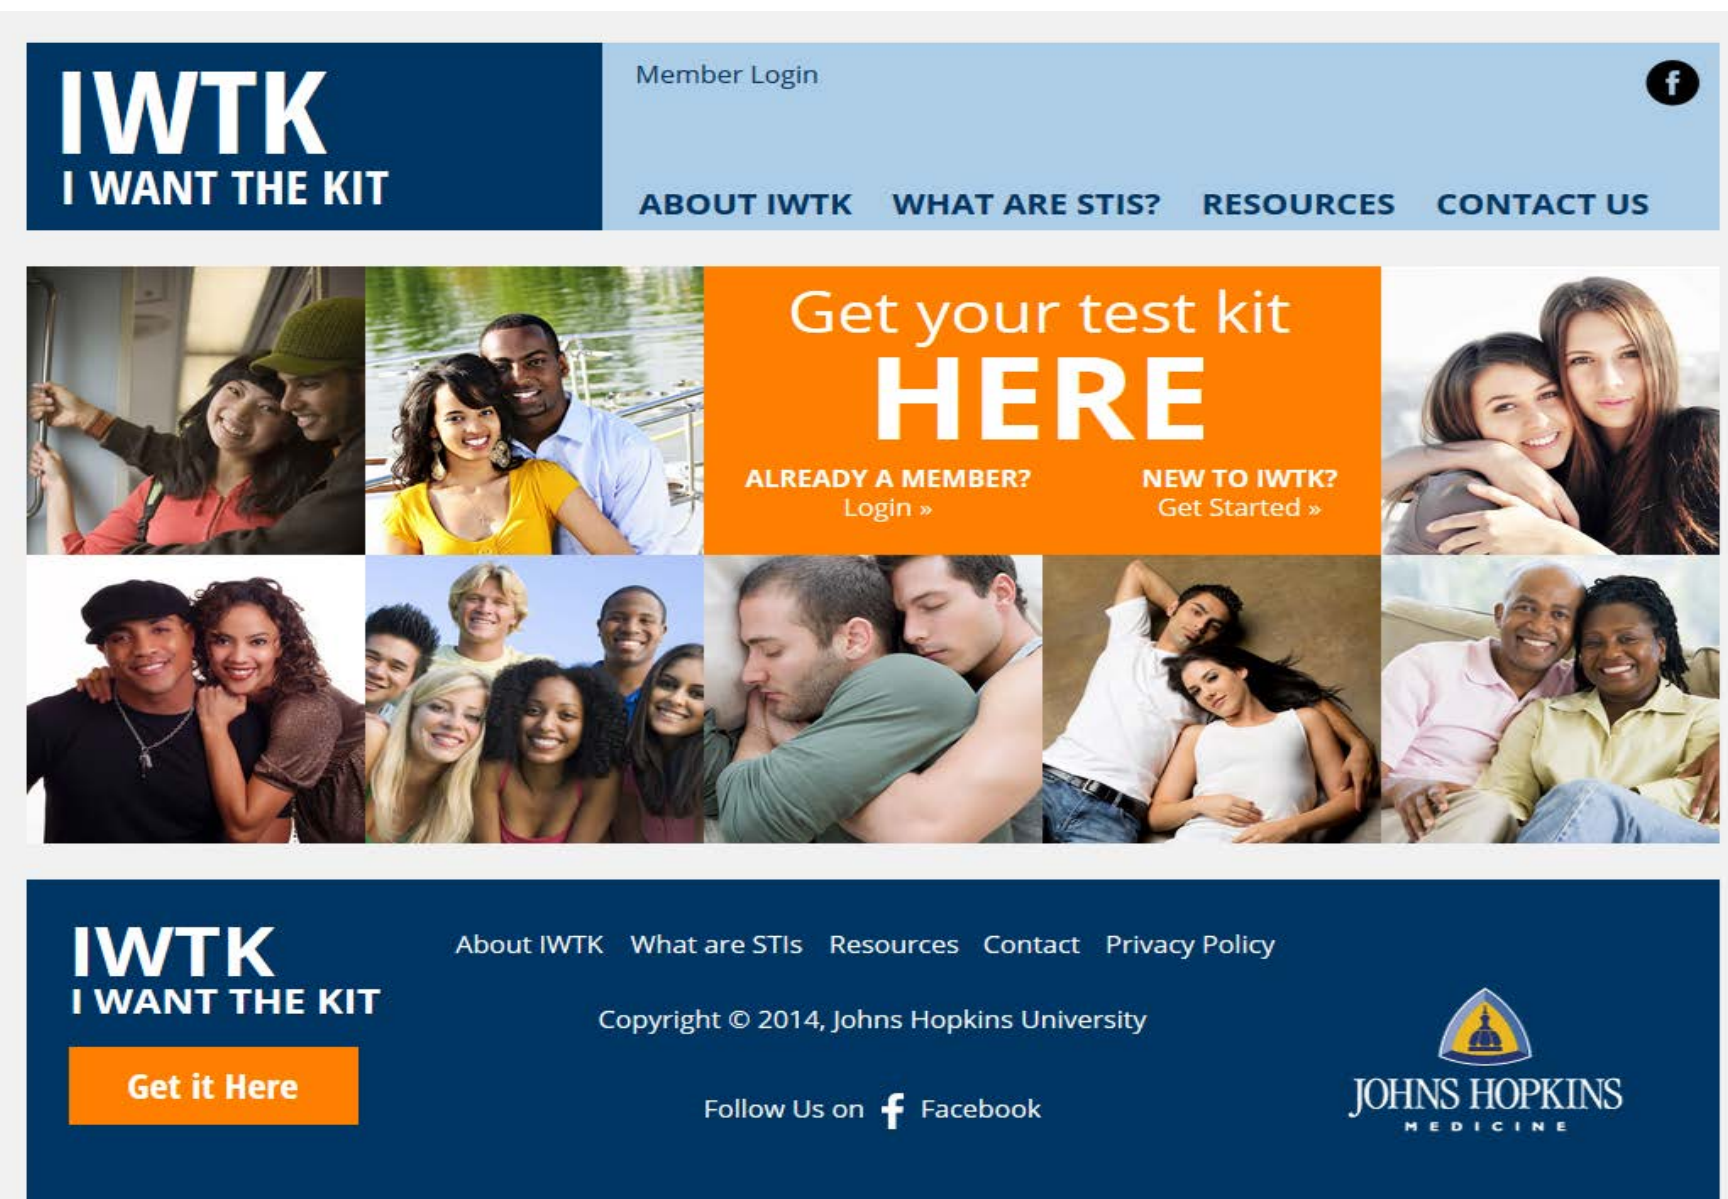 IWTK
I WANT THE KIT
Member Login
f
ABOUT IWTK WHAT ARE STIS? RESOURCES CONTACT US
Get your test kit
HERE
ALREADY A MEMBER? NEW TO IWTK?
Login » Get Started »
IWTK
I WANT THE KIT
Get it Here
About IWTK What are STIs Resources Contact Privacy Policy
Copyright © 2014, Johns Hopkins University
Follow Us on f Facebook
JOHNS HOPKINS
MEDICINE